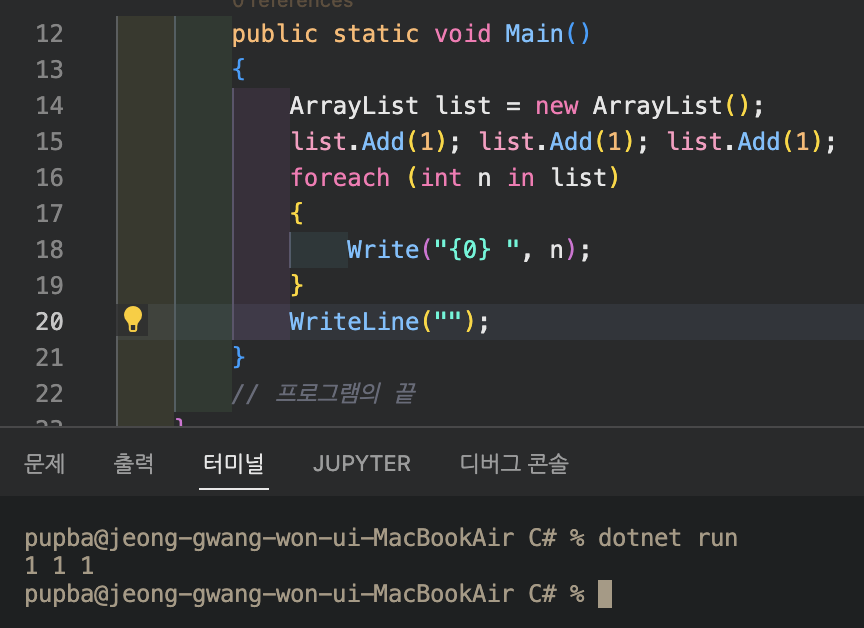 0 references
12 public static void Main()
13 {
14 ArrayList list = new ArrayList();
15 list.Add(1); list.Add(1); list.Add(1);
16 foreach (int n in list)
17 {
18 Write("{0} ", n);
19 }
20 WriteLine("");
21 }
22 // 프로그램의 끝
23 }
문제 출력 터미널 JUPYTER 디버그 콘솔
pupba@jeong-gwang-won-ui-MacBookAir C# % dotnet run
1 1 1
pupba@jeong-gwang-won-ui-MacBookAir C# %